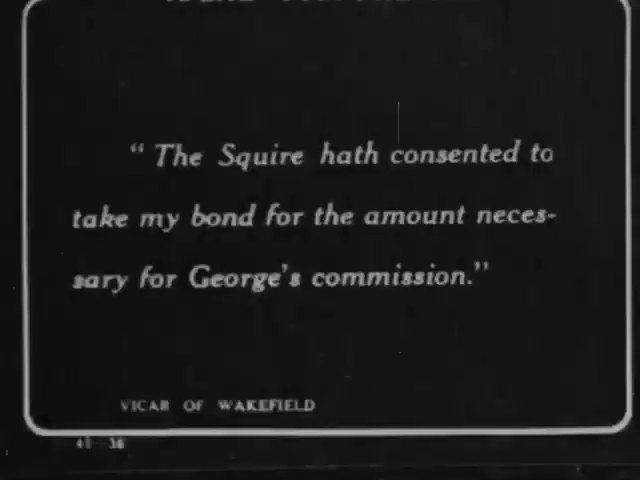 “ The Squire hath consented to
take my bond for the amount neces-
sary for George's commission.”
VICAR OF WAKEFIELD